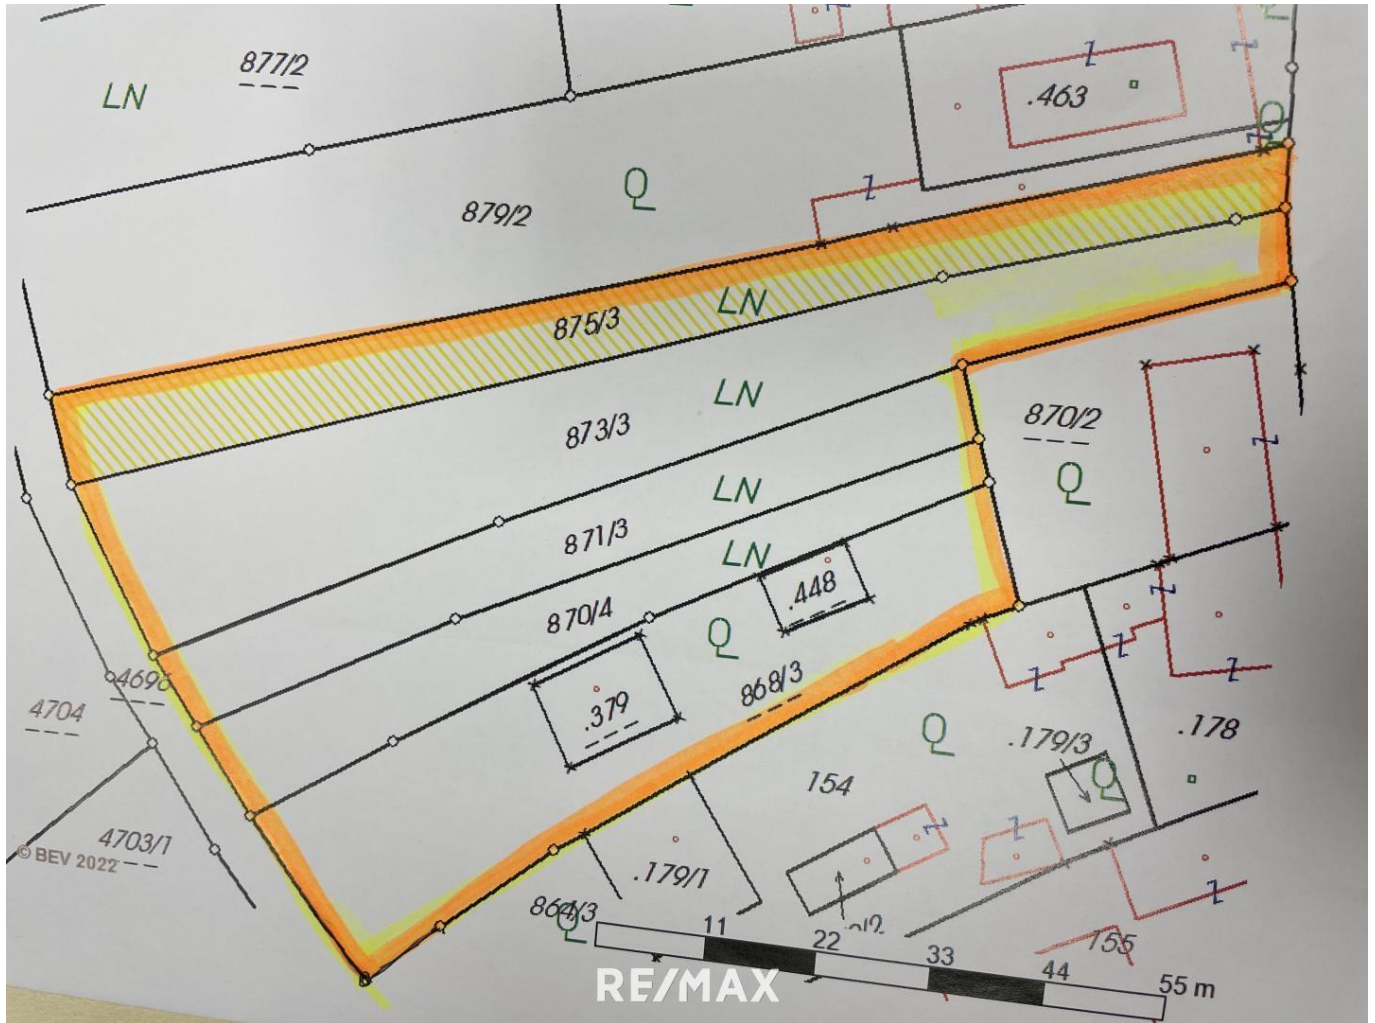 877/2
LN
.463
Q
Q
879/2
875/3
LN
873/3
LN
870/2
Q
871/3
LN
LN
.448
870/4
Q
.379
868/3
4696
4704
4703/1
© BEV 2022
154
Q
.179/3
Q
.178
.179/1
864/3
Q
155
11
22
33
44
55 m
RE/MAX